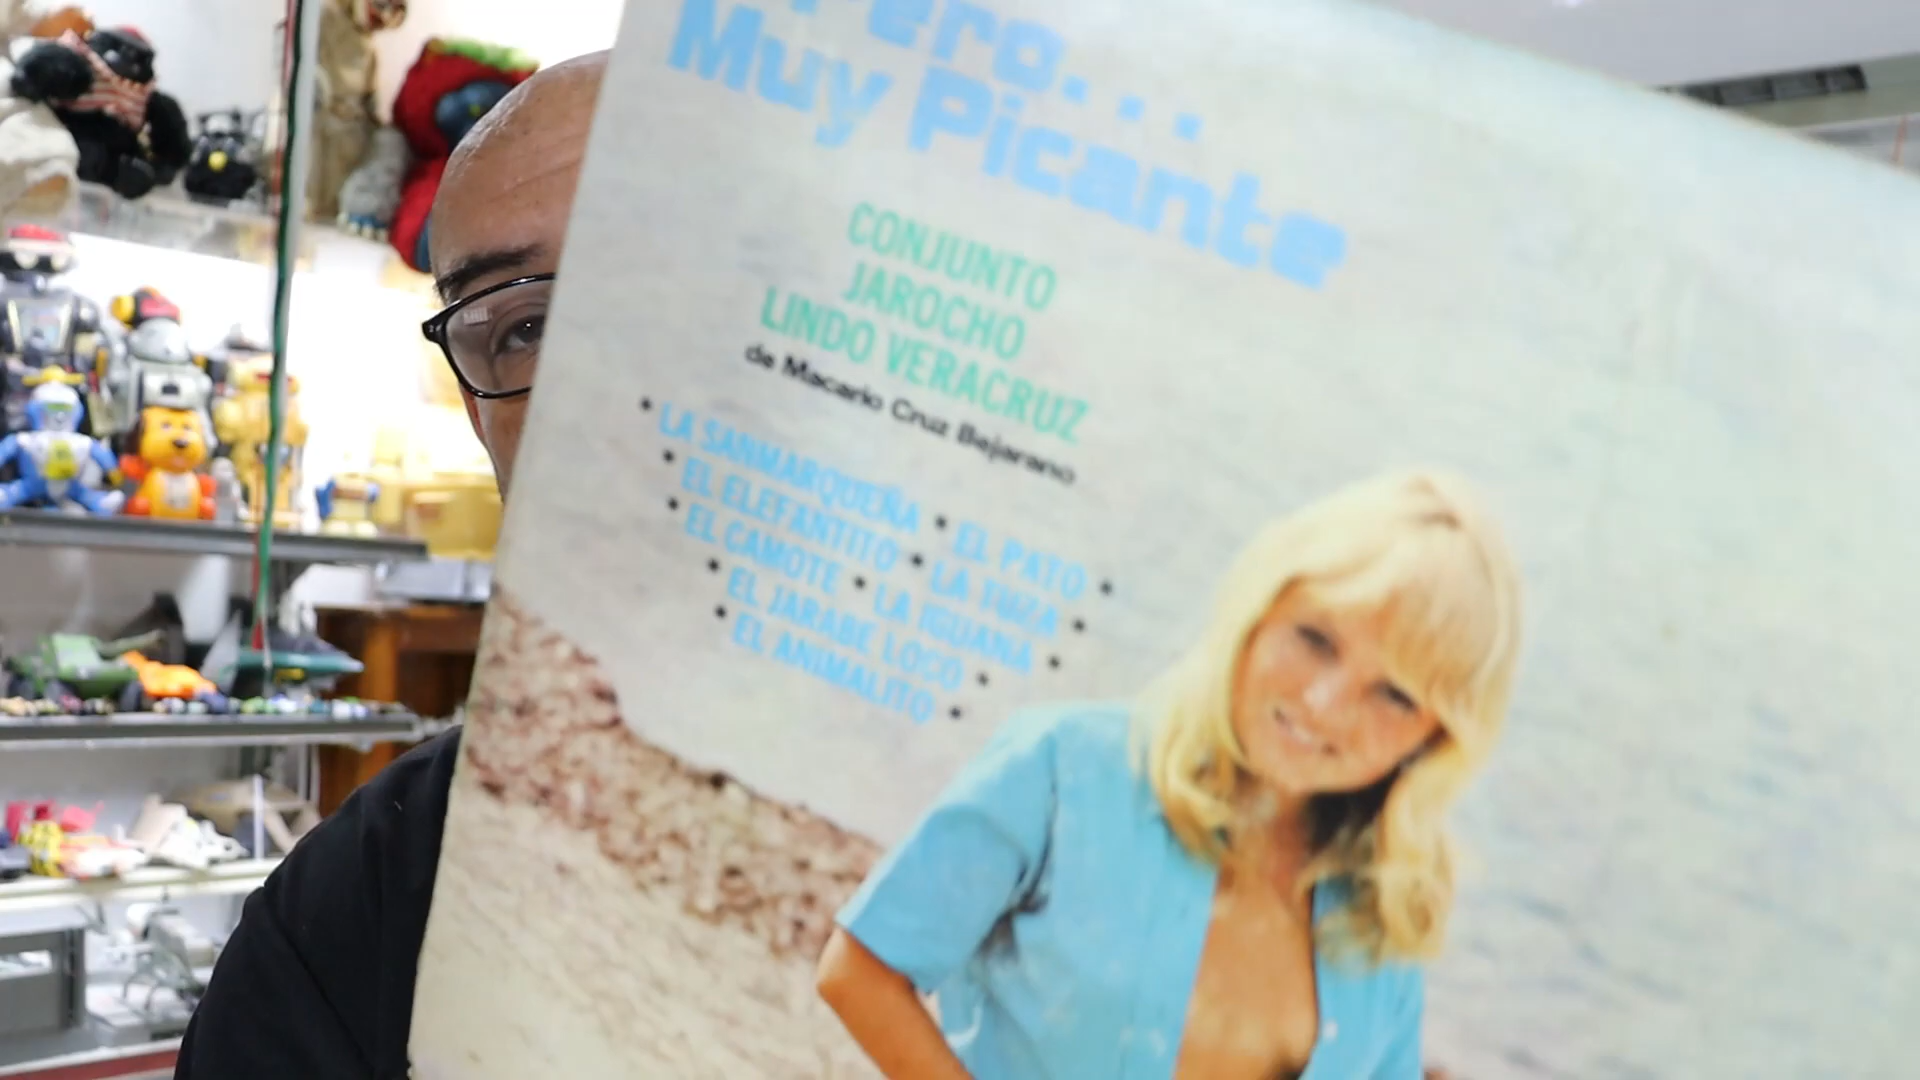 Pero...
Muy Picante
CONJUNTO
JAROCHO
LINDO VERACRUZ
de Macario Cruz Bejarano
• LA SANMARQUEÑA • EL PATO •
• EL ELEFANTITO • LA TUZA •
• EL CAMOTE • LA IGUANA •
• EL JARABE LOCO •
• EL ANIMALITO •